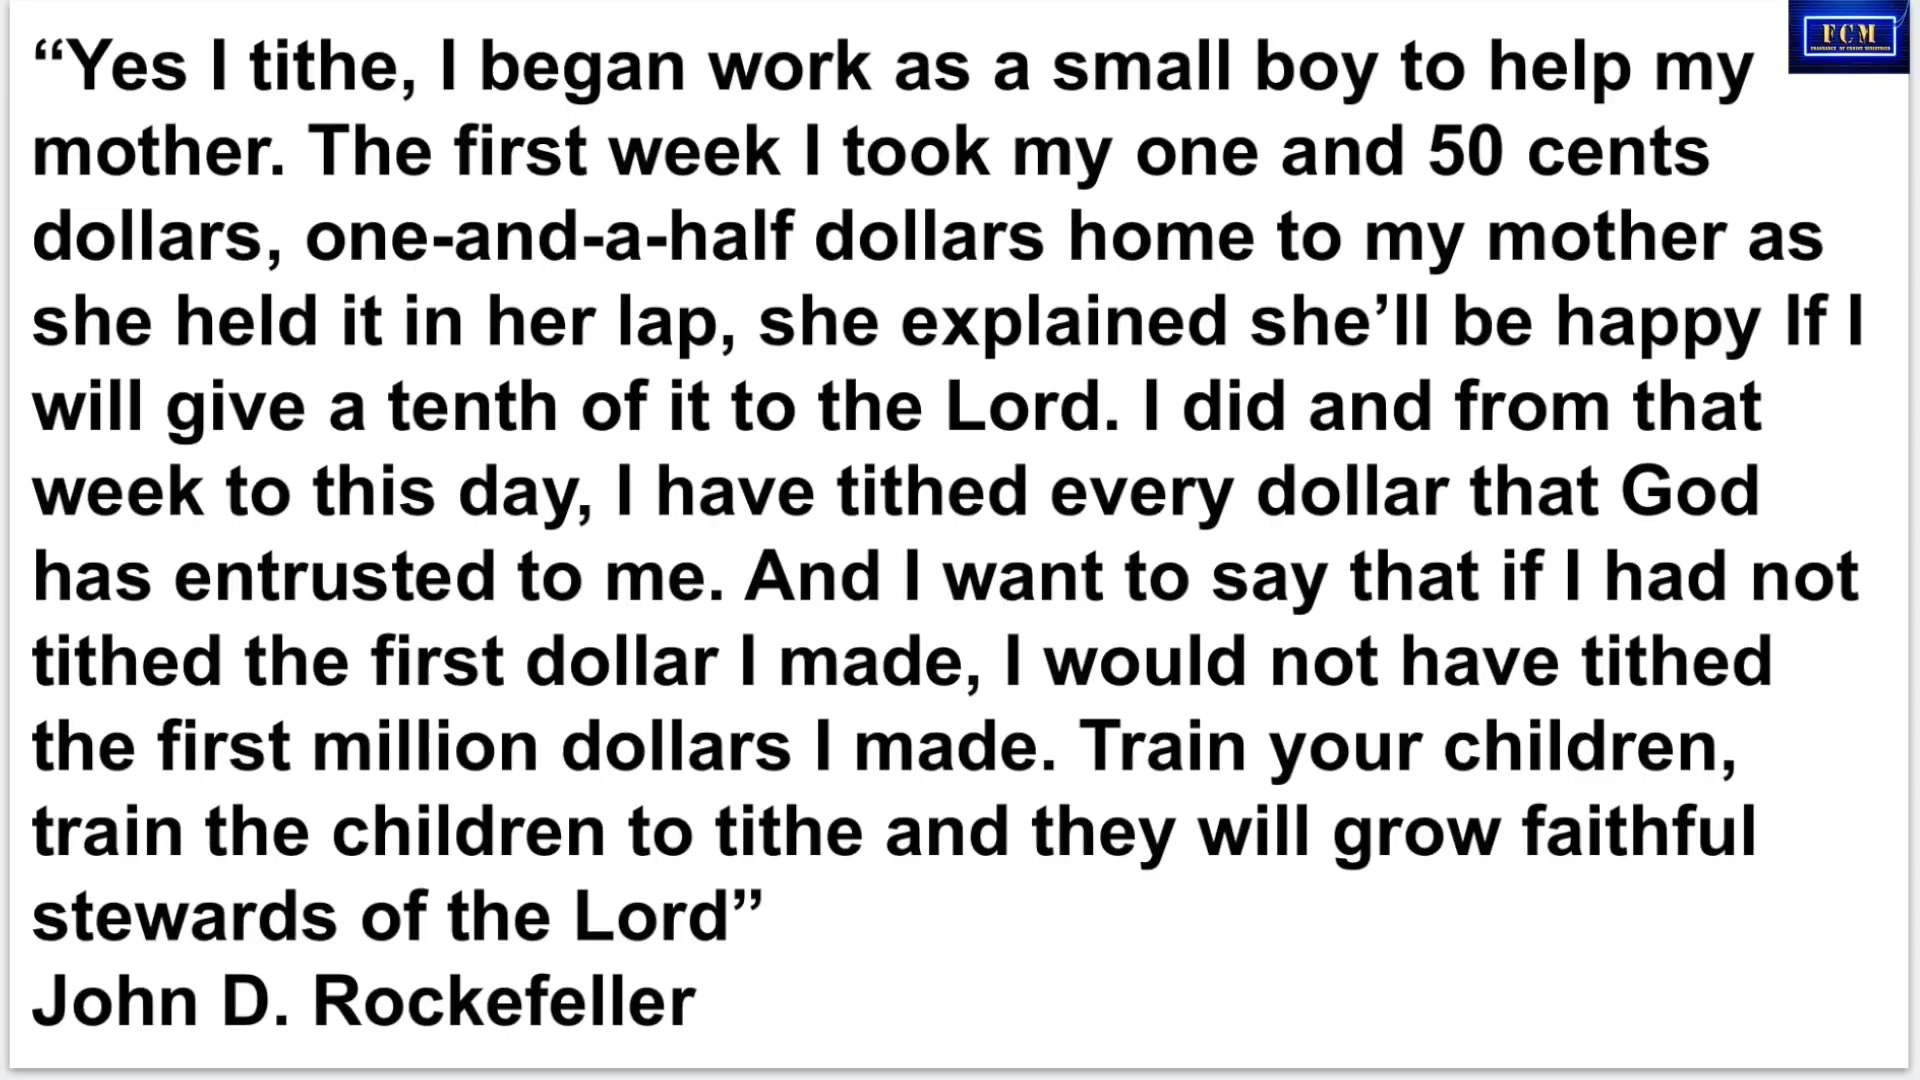 FCM
FRAGRANCE OF CHRIST MINISTRIES
“Yes I tithe, I began work as a small boy to help my
mother. The first week I took my one and 50 cents
dollars, one-and-a-half dollars home to my mother as
she held it in her lap, she explained she’ll be happy If I
will give a tenth of it to the Lord. I did and from that
week to this day, I have tithed every dollar that God
has entrusted to me. And I want to say that if I had not
tithed the first dollar I made, I would not have tithed
the first million dollars I made. Train your children,
train the children to tithe and they will grow faithful
stewards of the Lord”
John D. Rockefeller